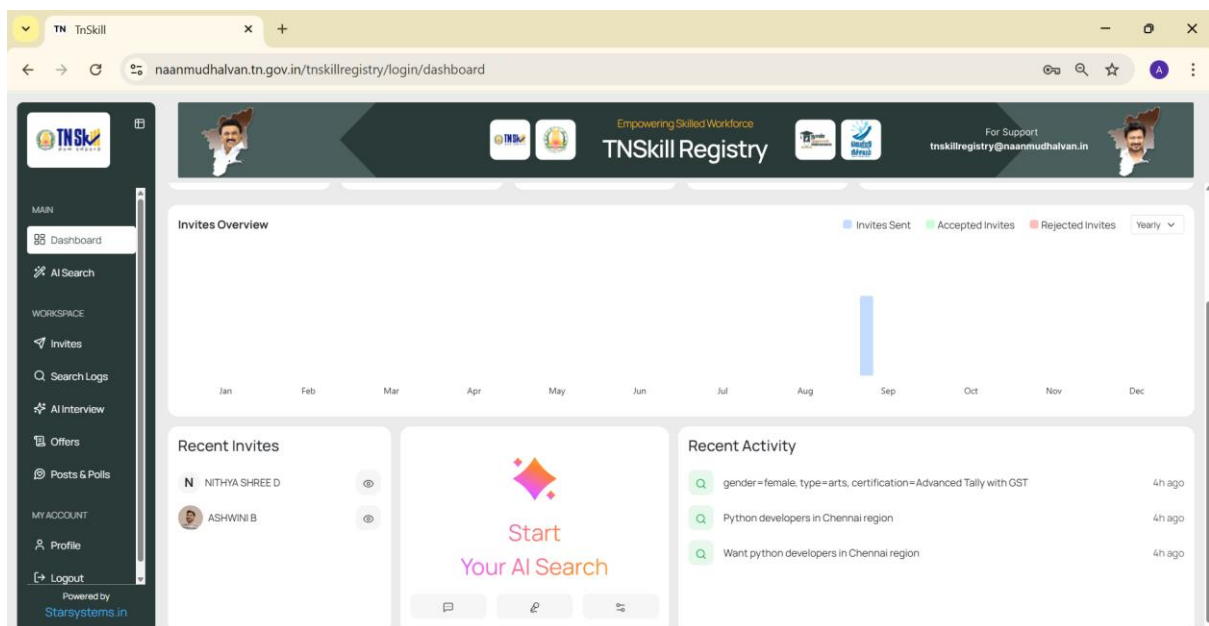 TN TnSkill
naanmudhalvan.tn.gov.in/tnskillregistry/login/dashboard
A
TN Skill
Empowering Skilled Workforce
TNSkill Registry
For Support
tnskillregistry@naanmudhalvan.in
MAIN
Dashboard
AI Search
WORKSPACE
Invites
Search Logs
AI Interview
Offers
Posts & Polls
MY ACCOUNT
Profile
Logout
Powered by
Starsystems.in
Invites Overview
Invites Sent Accepted Invites Rejected Invites Yearly
Jan Feb Mar Apr May Jun Jul Aug Sep Oct Nov Dec
Recent Invites
N NITHYA SHREE D
ASHWINI B
Start
Your AI Search
Recent Activity
gender=female, type=arts, certification=Advanced Tally with GST 4h ago
Python developers in Chennai region 4h ago
Want python developers in Chennai region 4h ago